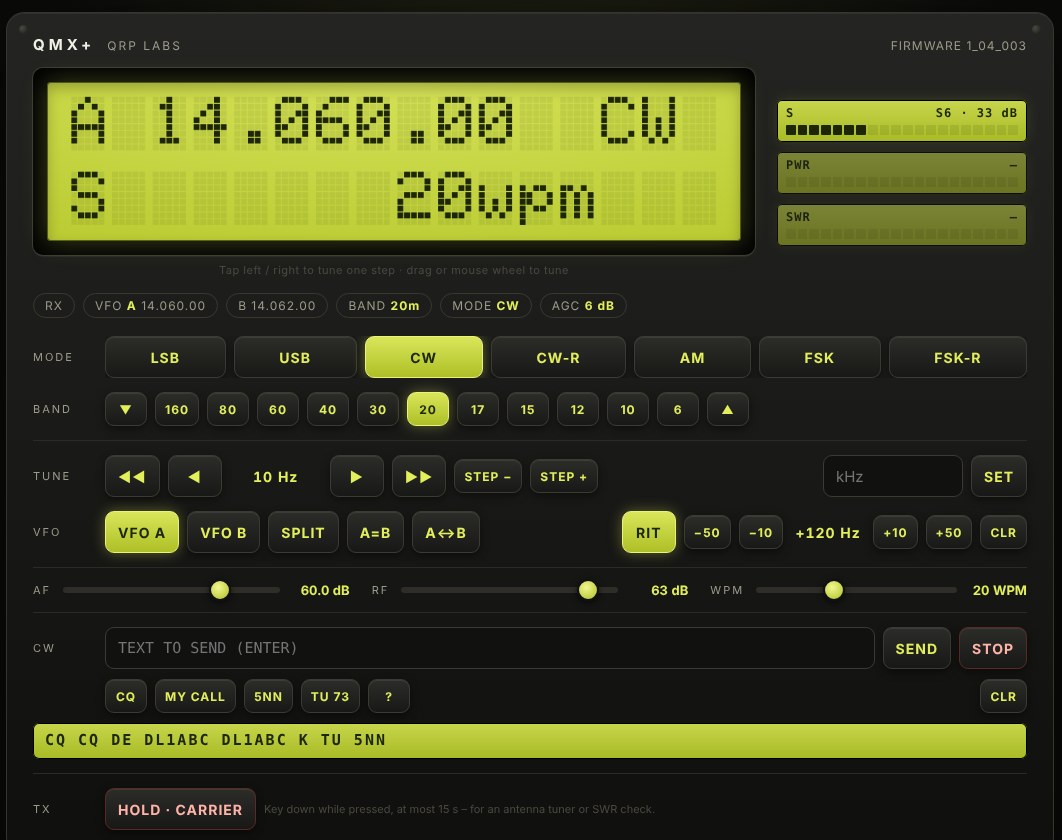 QMX+ QRP LABS FIRMWARE 1_04_003
A 14.060.00 CW
S 20wpm
S S6 · 33 dB
PWR –
SWR –
Tap left / right to tune one step · drag or mouse wheel to tune
RX VFO A 14.060.00 B 14.062.00 BAND 20m MODE CW AGC 6 dB
MODE LSB USB CW CW-R AM FSK FSK-R
BAND ▼ 160 80 60 40 30 20 17 15 12 10 6 ▲
TUNE ◀◀ ◀ 10 Hz ▶ ▶▶ STEP − STEP + kHz SET
VFO VFO A VFO B SPLIT A=B A↔B RIT −50 −10 +120 Hz +10 +50 CLR
AF 60.0 dB RF 63 dB WPM 20 WPM
CW TEXT TO SEND (ENTER) SEND STOP
CQ MY CALL 5NN TU 73 ? CLR
CQ CQ DE DL1ABC DL1ABC K TU 5NN
TX HOLD · CARRIER Key down while pressed, at most 15 s – for an antenna tuner or SWR check.